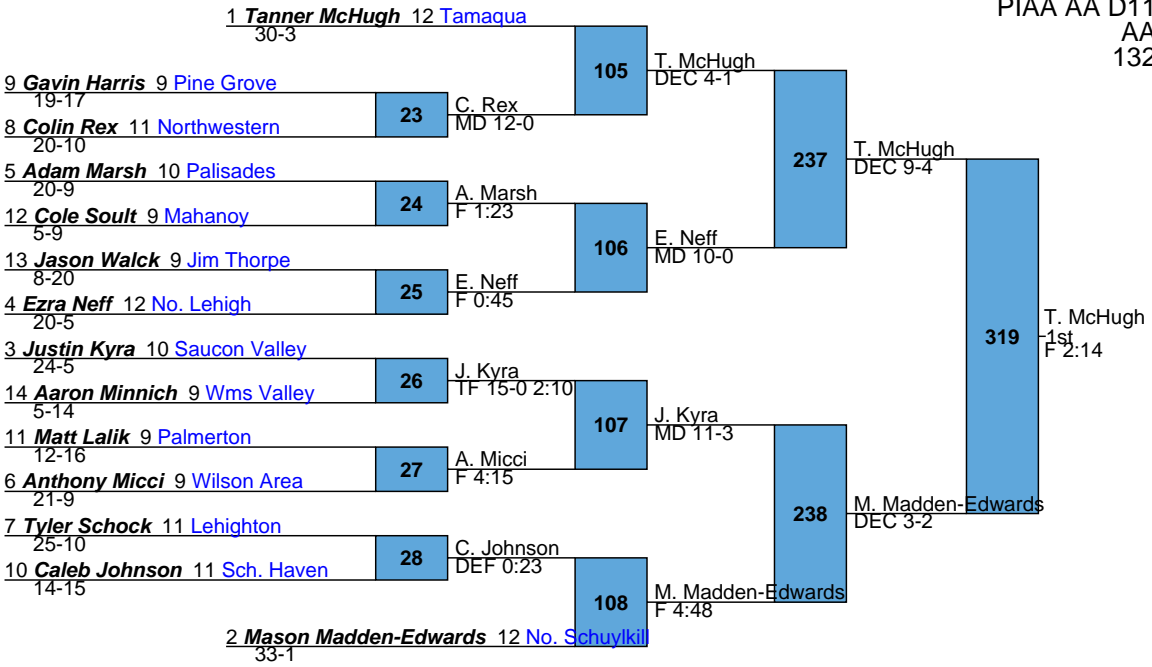 PIAA AA D11
AA
132
1 Tanner McHugh 12 Tamaqua
30-3
105
T. McHugh
DEC 4-1
9 Gavin Harris 9 Pine Grove
19-17
23
C. Rex
MD 12-0
8 Colin Rex 11 Northwestern
20-10
237
T. McHugh
DEC 9-4
5 Adam Marsh 10 Palisades
20-9
24
A. Marsh
F 1:23
12 Cole Soult 9 Mahanoy
5-9
106
E. Neff
MD 10-0
13 Jason Walck 9 Jim Thorpe
8-20
25
E. Neff
F 0:45
4 Ezra Neff 12 No. Lehigh
20-5
319
T. McHugh
1st
F 2:14
3 Justin Kyra 10 Saucon Valley
24-5
26
J. Kyra
TF 15-0 2:10
14 Aaron Minnich 9 Wms Valley
5-14
107
J. Kyra
MD 11-3
11 Matt Lalik 9 Palmerton
12-16
27
A. Micci
F 4:15
6 Anthony Micci 9 Wilson Area
21-9
238
M. Madden-Edwards
DEC 3-2
7 Tyler Schock 11 Lehighton
25-10
28
C. Johnson
DEF 0:23
10 Caleb Johnson 11 Sch. Haven
14-15
108
M. Madden-Edwards
F 4:48
2 Mason Madden-Edwards 12 No. Schuylkill
33-1